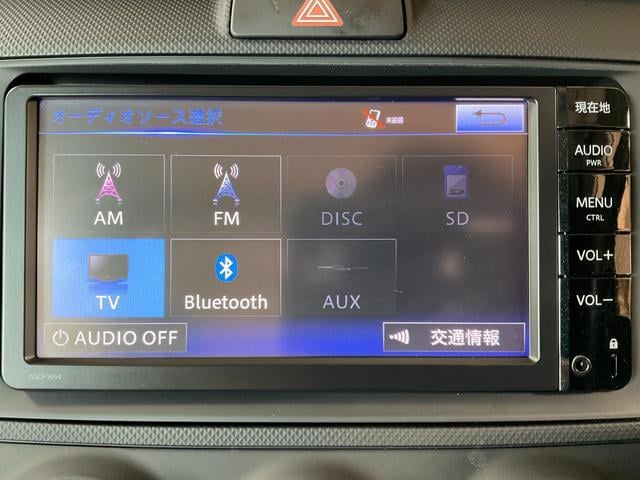 オーディオソース選択
未接続
現在地
AUDIO
PWR
AM
FM
DISC
SD
MENU
CTRL
VOL+
TV
Bluetooth
AUX
VOL−
AUDIO OFF
交通情報
NSCP-W64